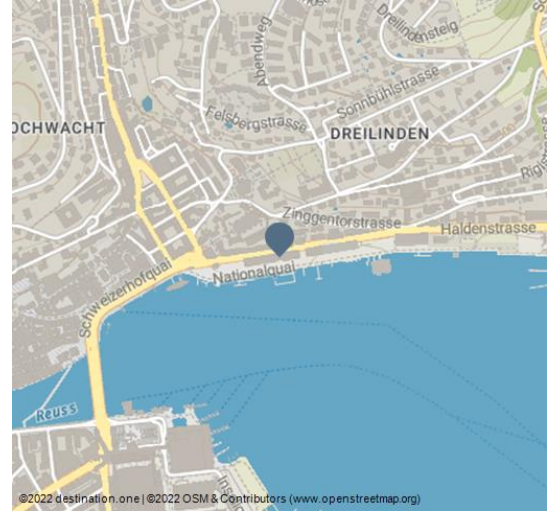 Dreilindensteig
Abendweg
Sonnbühlstrasse
Felsbergstrasse
OCHWACHT
DREILINDEN
Riglstrasse
Zinggentorstrasse
Haldenstrasse
Nationalquai
Schweizerhofquai
Reuss
©2022 destination.one | ©2022 OSM & Contributors (www.openstreetmap.org)